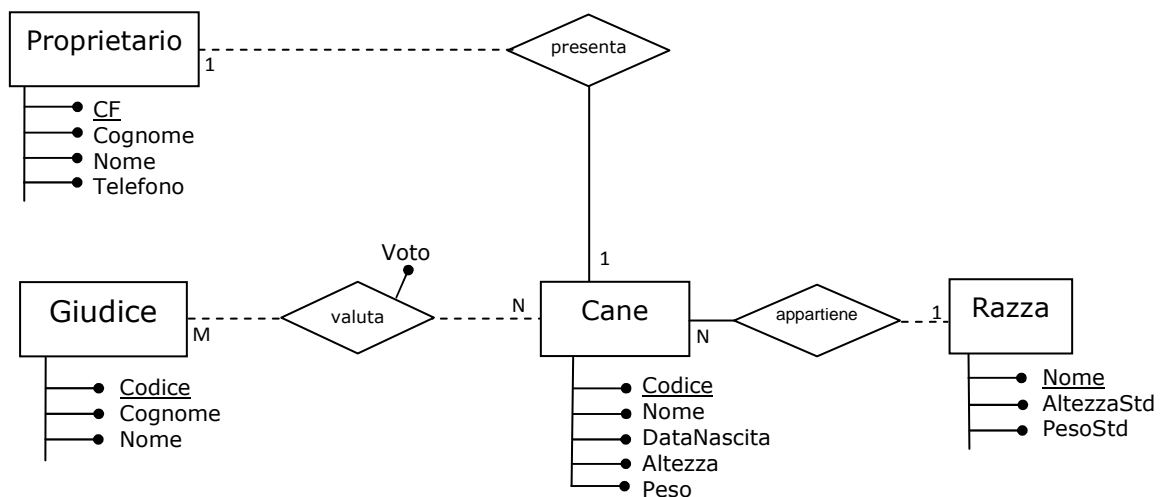 Proprietario
presenta
1
CF
Cognome
Nome
Telefono
Voto
1
Giudice
M
valuta
N
Cane
N
appartiene
1
Razza
Codice
Cognome
Nome
Codice
Nome
DataNascita
Altezza
Peso
Nome
AltezzaStd
PesoStd